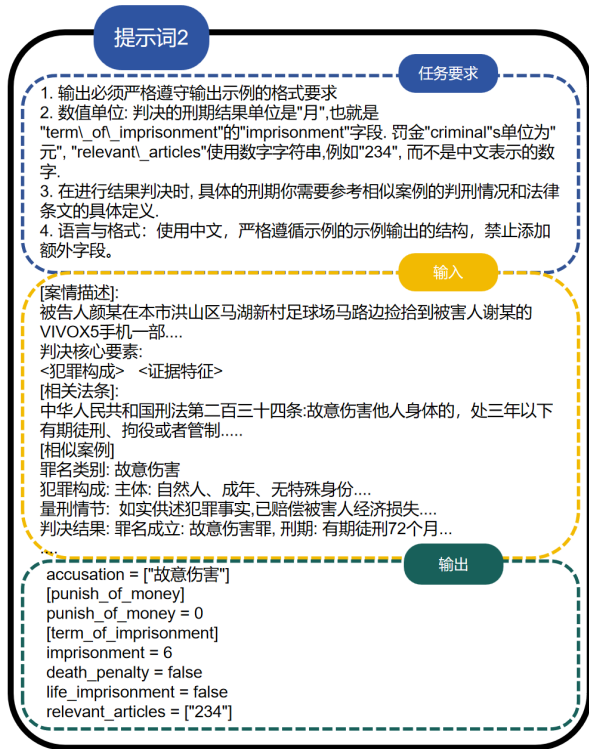 提示词2
任务要求
1. 输出必须严格遵守输出示例的格式要求
2. 数值单位: 判决的刑期结果单位是"月",也就是
"term\_of\_imprisonment"的"imprisonment"字段. 罚金"criminal"s单位为"
元", "relevant\_articles"使用数字字符串,例如"234", 而不是中文表示的数
字.
3. 在进行结果判决时, 具体的刑期你需要参考相似案例的判刑情况和法律
条文的具体定义.
4. 语言与格式：使用中文，严格遵循示例的示例输出的结构，禁止添加
额外字段。
输入
[案情描述]:
被告人颜某在本市洪山区马湖新村足球场马路边捡拾到被害人谢某的
VIVOX5手机一部....
判决核心要素:
<犯罪构成> <证据特征>
[相关法条]:
中华人民共和国刑法第二百三十四条:故意伤害他人身体的，处三年以下
有期徒刑、拘役或者管制.....
[相似案例]
罪名类别: 故意伤害
犯罪构成: 主体: 自然人、成年、无特殊身份....
量刑情节: 如实供述犯罪事实,已赔偿被害人经济损失....
判决结果: 罪名成立: 故意伤害罪, 刑期: 有期徒刑72个月...
....
输出
accusation = ["故意伤害"]
[punish_of_money]
punish_of_money = 0
[term_of_imprisonment]
imprisonment = 6
death_penalty = false
life_imprisonment = false
relevant_articles = ["234"]